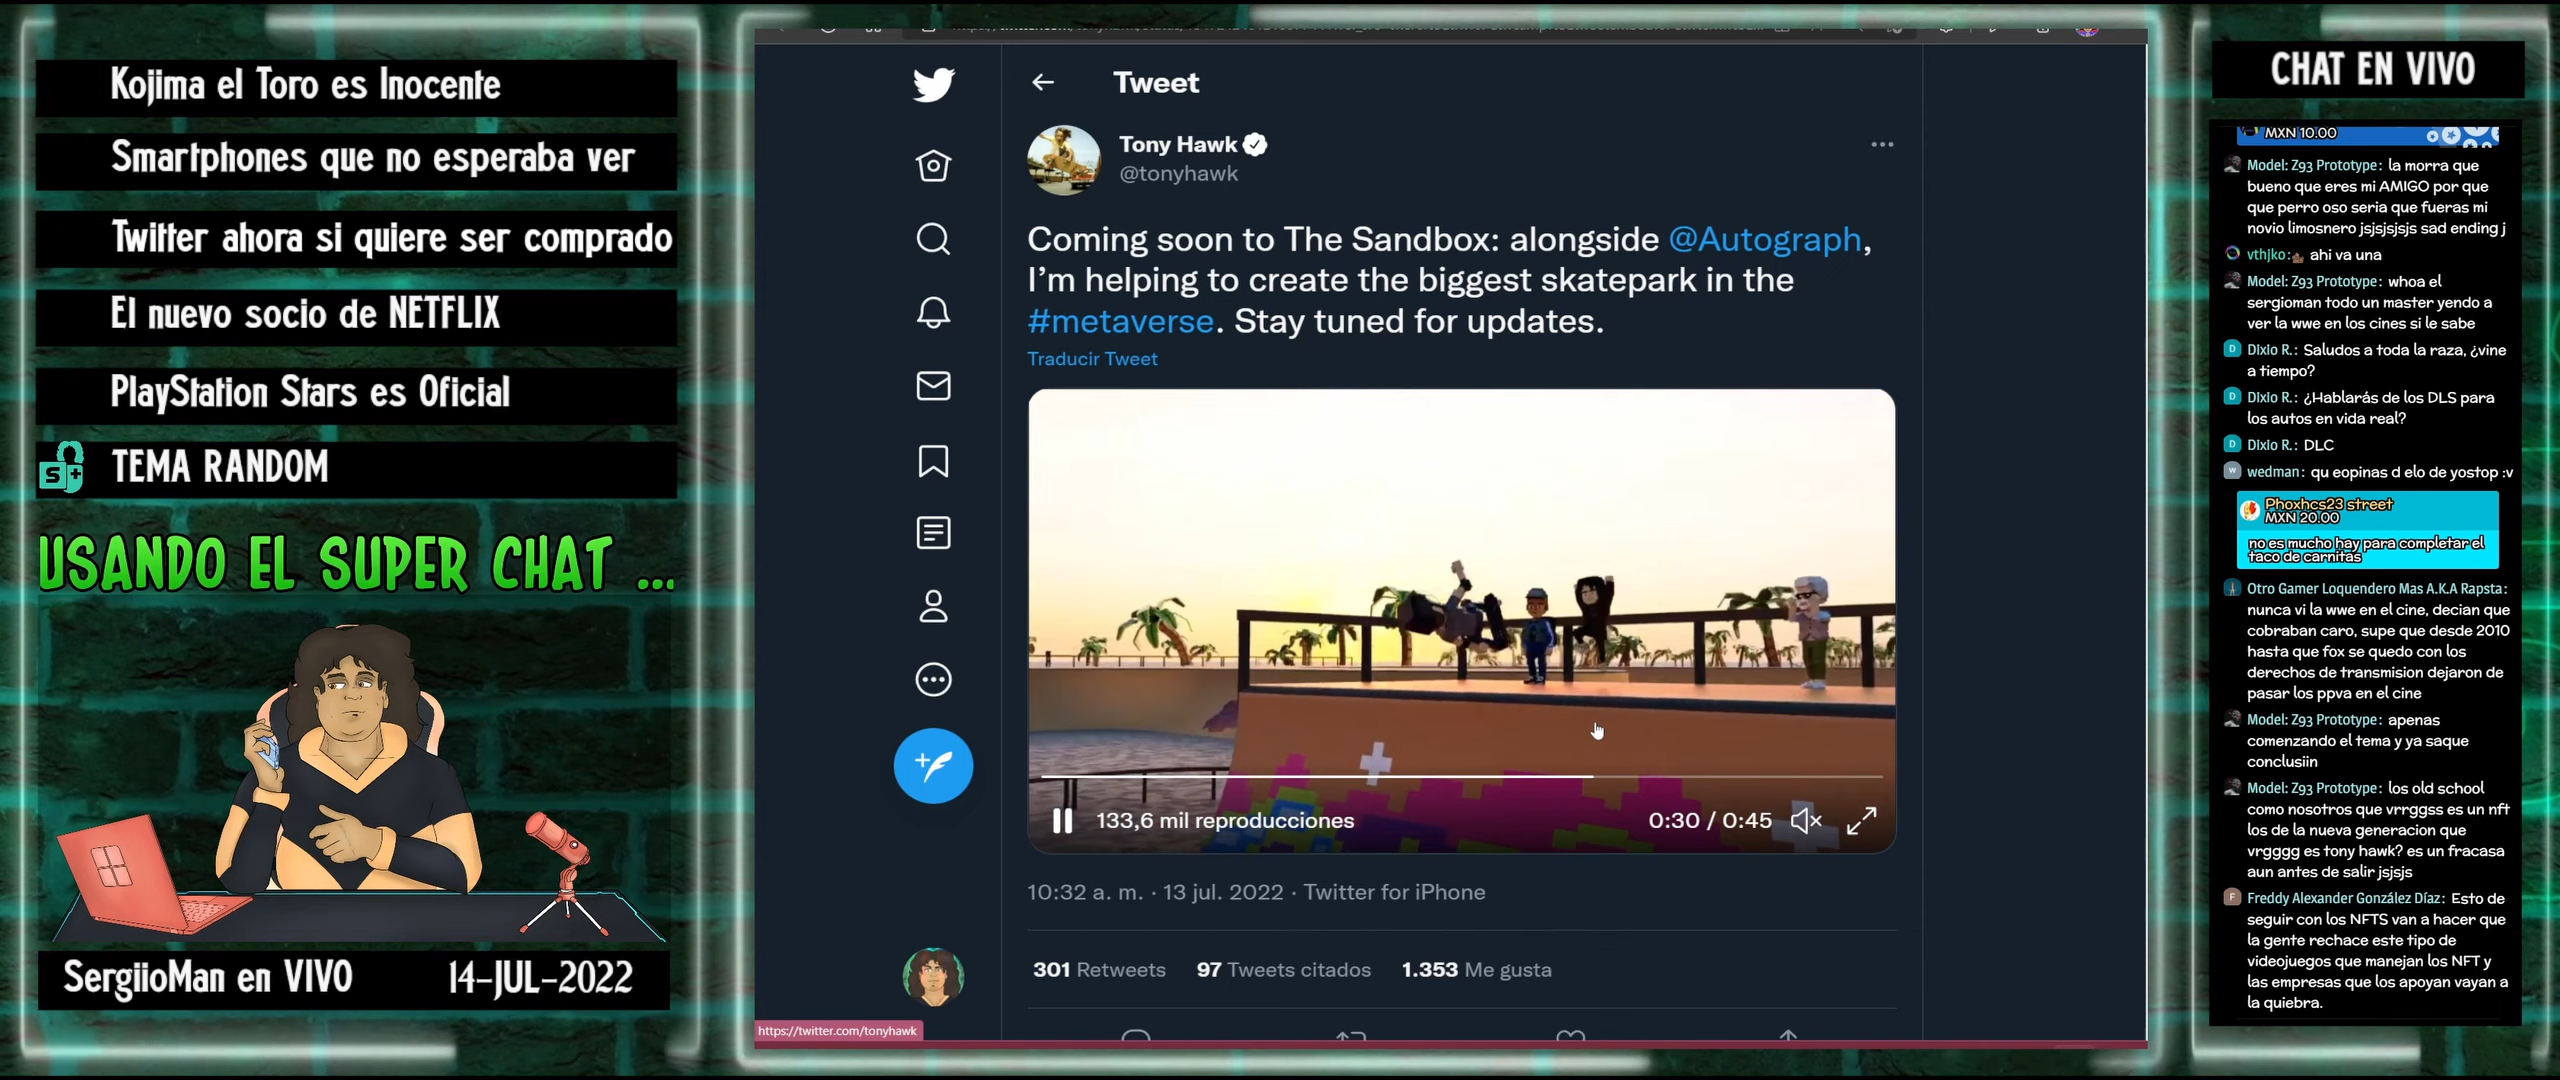 Kojima el Toro es Inocente
Smartphones que no esperaba ver
Twitter ahora si quiere ser comprado
El nuevo socio de NETFLIX
PlayStation Stars es Oficial
S+
TEMA RANDOM
USANDO EL SUPER CHAT ...
SergiioMan en VIVO
14-JUL-2022
Tweet
Tony Hawk
@tonyhawk
Coming soon to The Sandbox: alongside @Autograph,
I'm helping to create the biggest skatepark in the
#metaverse. Stay tuned for updates.
Traducir Tweet
133,6 mil reproducciones
0:30 / 0:45
10:32 a. m. · 13 jul. 2022 · Twitter for iPhone
301 Retweets 97 Tweets citados 1.353 Me gusta
https://twitter.com/tonyhawk
CHAT EN VIVO
MXN 10.00
Model: Z93 Prototype: la morra que
bueno que eres mi AMIGO por que
que perro oso seria que fueras mi
novio limosnero jsjsjsjsjs sad ending j
vthjko: ahi va una
Model: Z93 Prototype: whoa el
sergioman todo un master yendo a
ver la wwe en los cines si le sabe
D Dixio R.: Saludos a toda la raza, ¿vine
a tiempo?
D Dixio R.: ¿Hablarás de los DLS para
los autos en vida real?
D Dixio R.: DLC
W wedman: qu eopinas d elo de yostop :v
Phoxhcs23 street
MXN 20.00
no es mucho hay para completar el
taco de carnitas
Otro Gamer Loquendero Mas A.K.A Rapsta:
nunca vi la wwe en el cine, decian que
cobraban caro, supe que desde 2010
hasta que fox se quedo con los
derechos de transmision dejaron de
pasar los ppva en el cine
Model: Z93 Prototype: apenas
comenzando el tema y ya saque
conclusiin
Model: Z93 Prototype: los old school
como nosotros que vrrggss es un nft
los de la nueva generacion que
vrgggg es tony hawk? es un fracasa
aun antes de salir jsjsjs
F Freddy Alexander González Díaz: Esto de
seguir con los NFTS van a hacer que
la gente rechace este tipo de
videojuegos que manejan los NFT y
las empresas que los apoyan vayan a
la quiebra.